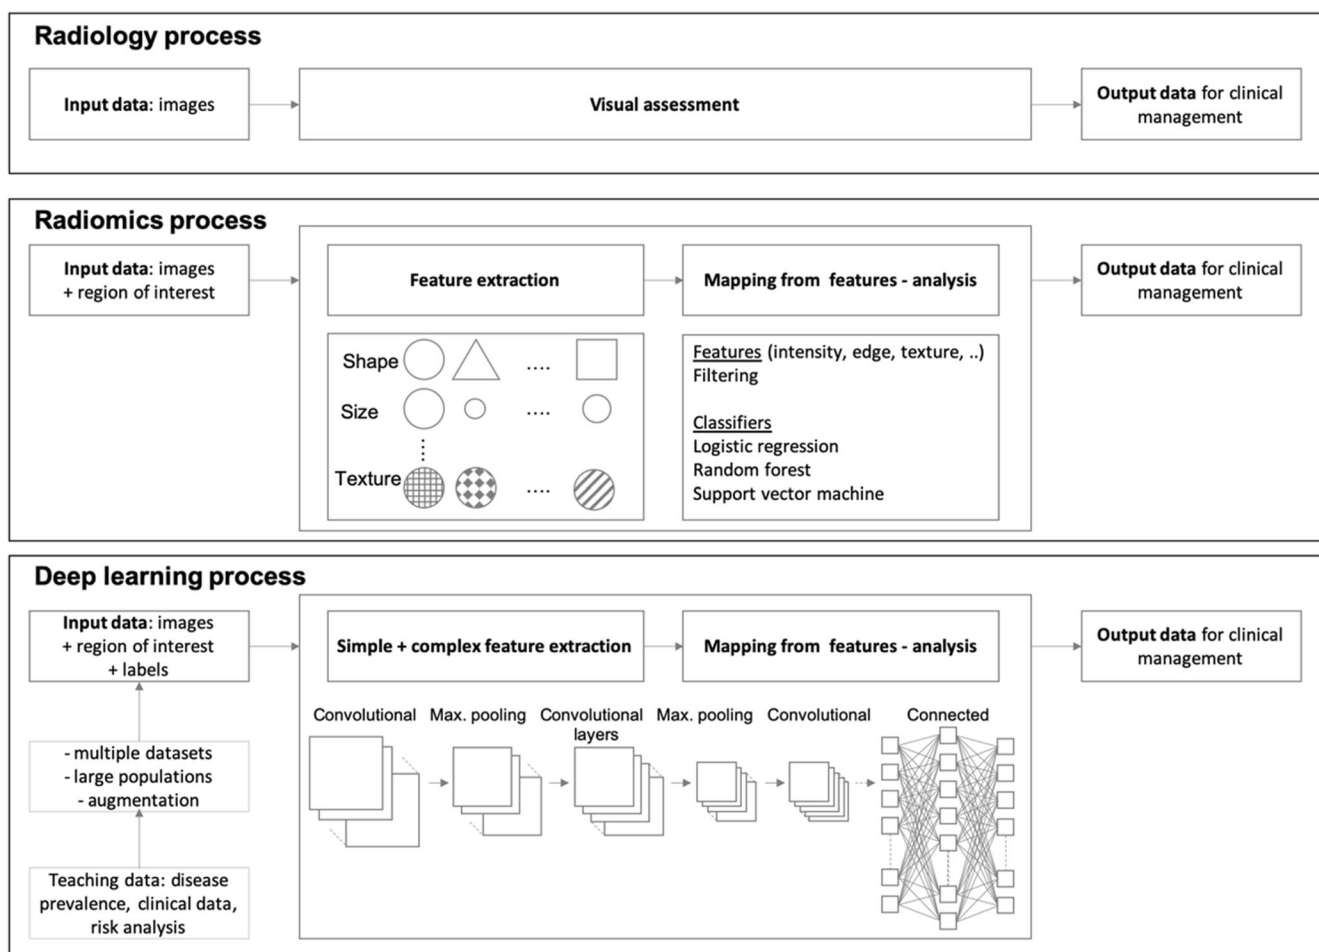 Radiology process
Input data: images
Visual assessment
Output data for clinical
management
Radiomics process
Input data: images
+ region of interest
Feature extraction
Mapping from  features - analysis
Output data for clinical
management
Shape
....
Size
....
Texture
....
Features (intensity, edge, texture, ..)
Filtering
Classifiers
Logistic regression
Random forest
Support vector machine
Deep learning process
Input data: images
+ region of interest
+ labels
Simple + complex feature extraction
Mapping from  features - analysis
Output data for clinical
management
- multiple datasets
- large populations
- augmentation
Teaching data: disease
prevalence, clinical data,
risk analysis
Convolutional
Max. pooling
Convolutional
layers
Max. pooling
Convolutional
Connected